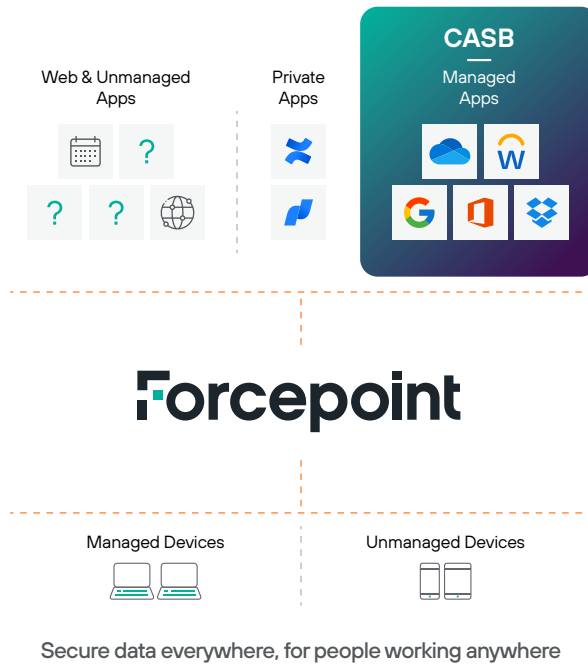 CASB
Web & Unmanaged
Apps
Private
Apps
Managed
Apps
?
W
?
?
G
Forcepoint
Managed Devices
Unmanaged Devices
Secure data everywhere, for people working anywhere